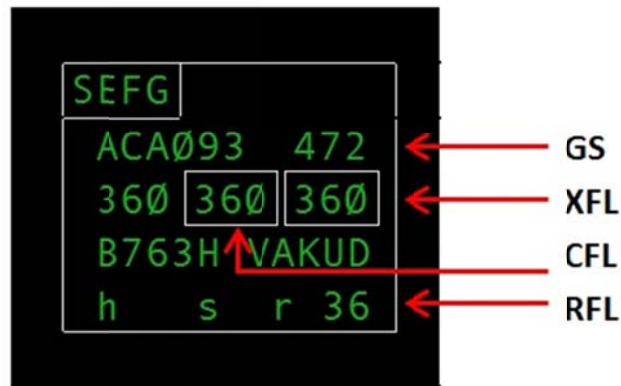 SEFG
ACAØ93 472 GS
36Ø 36Ø 36Ø XFL
B763H VAKUD CFL
h s r 36 RFL